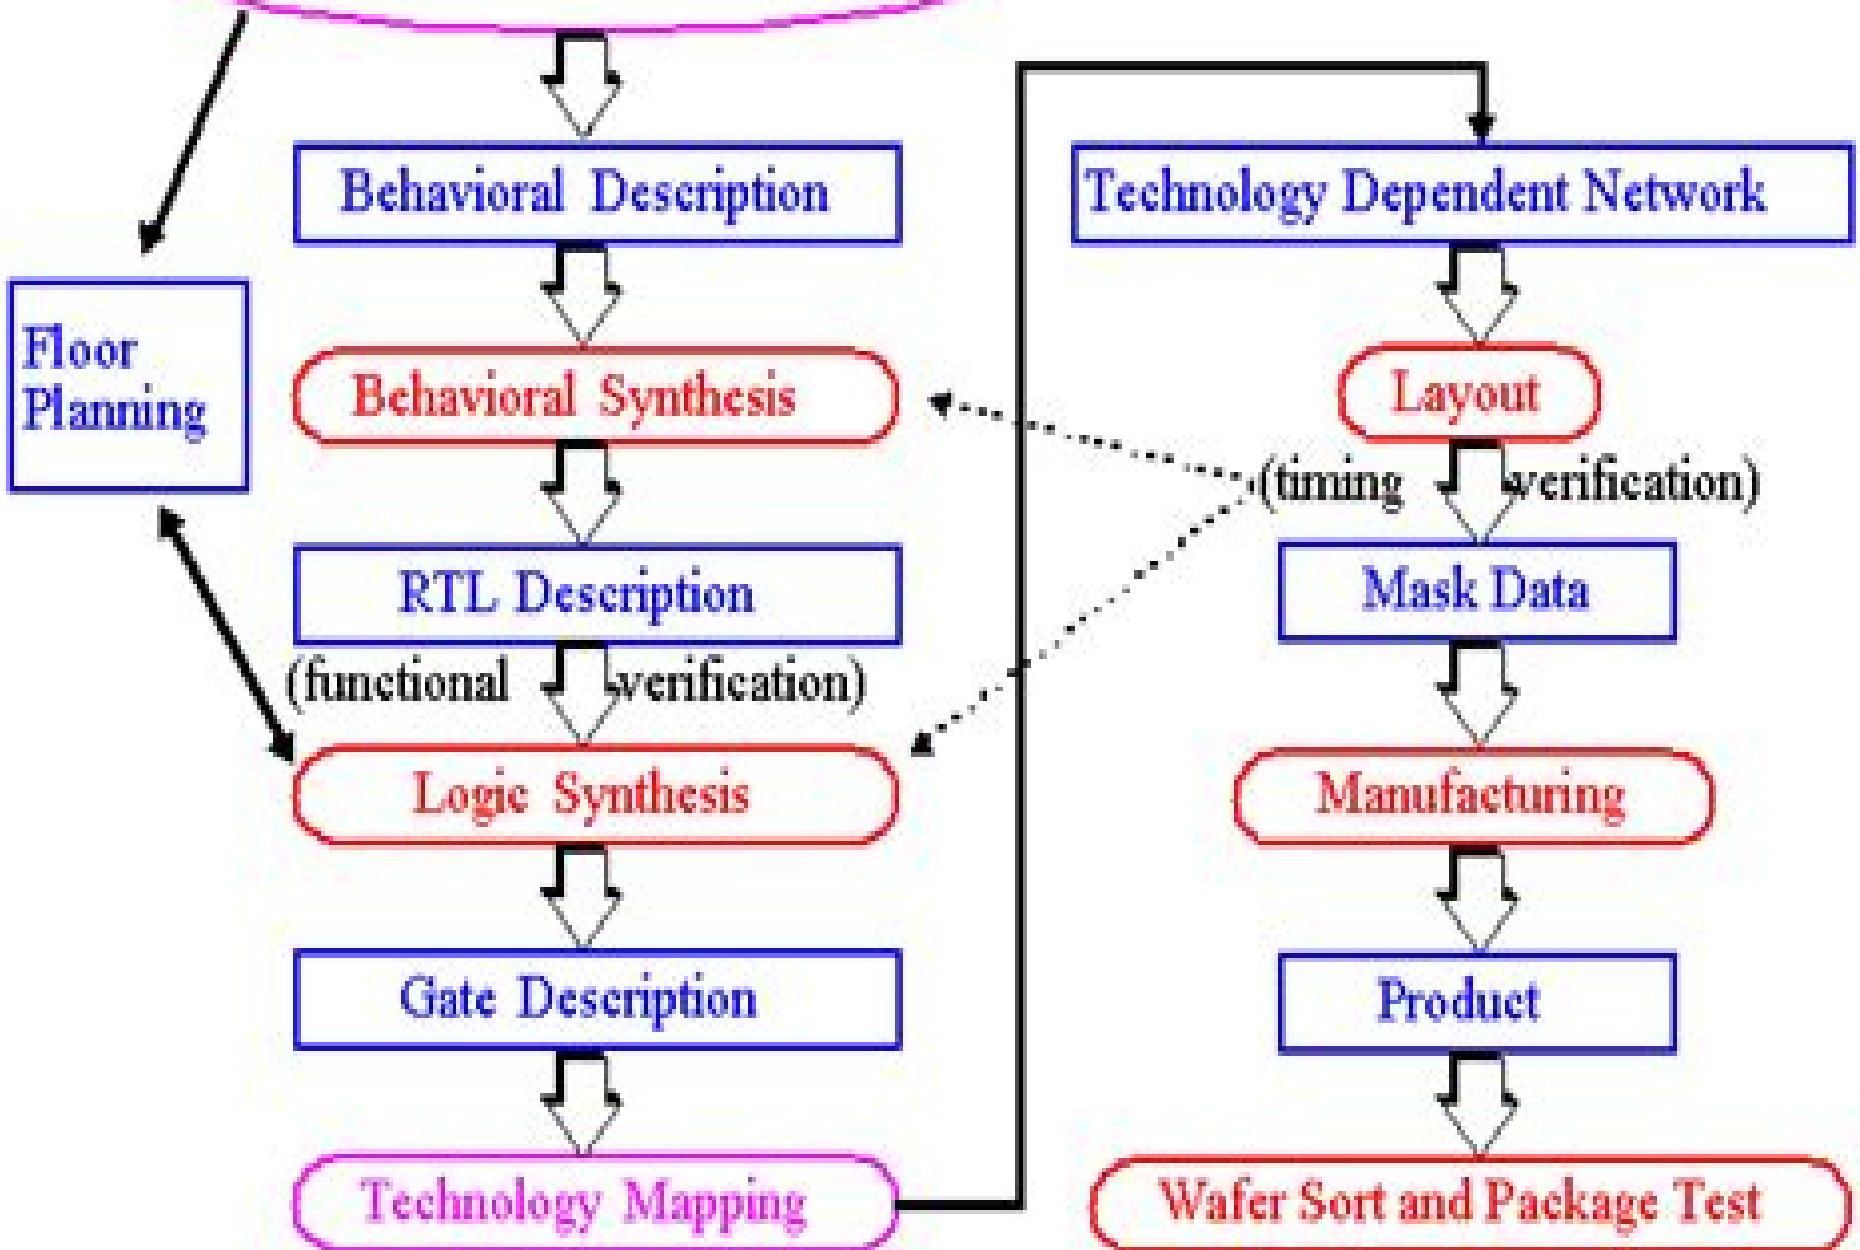 Behavioral Description
Floor
Planning
Behavioral Synthesis
RTL Description
(functional verification)
Logic Synthesis
Gate Description
Technology Mapping
Technology Dependent Network
Layout
(timing verification)
Mask Data
Manufacturing
Product
Wafer Sort and Package Test